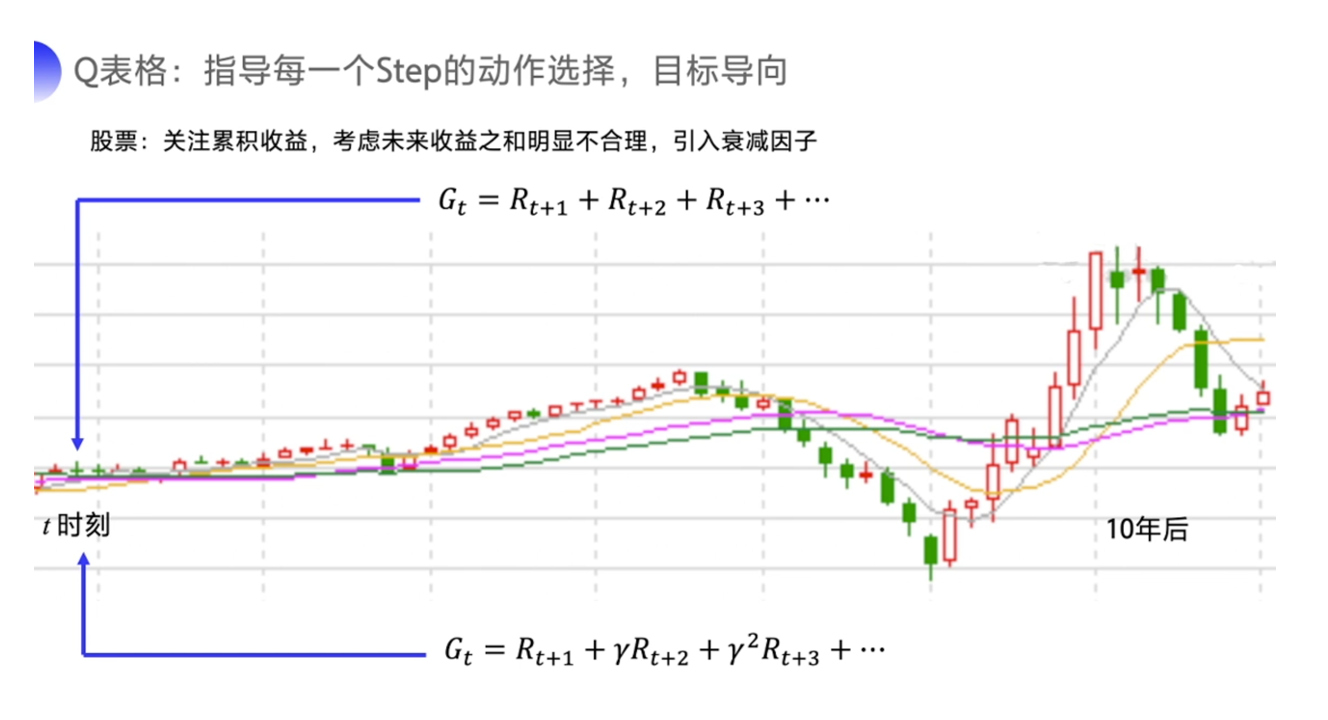 Q表格：指导每一个Step的动作选择，目标导向
股票：关注累积收益，考虑未来收益之和明显不合理，引入衰减因子
Gₜ = Rₜ₊₁ + Rₜ₊₂ + Rₜ₊₃ + ⋯
t 时刻
10年后
Gₜ = Rₜ₊₁ + γRₜ₊₂ + γ²Rₜ₊₃ + ⋯